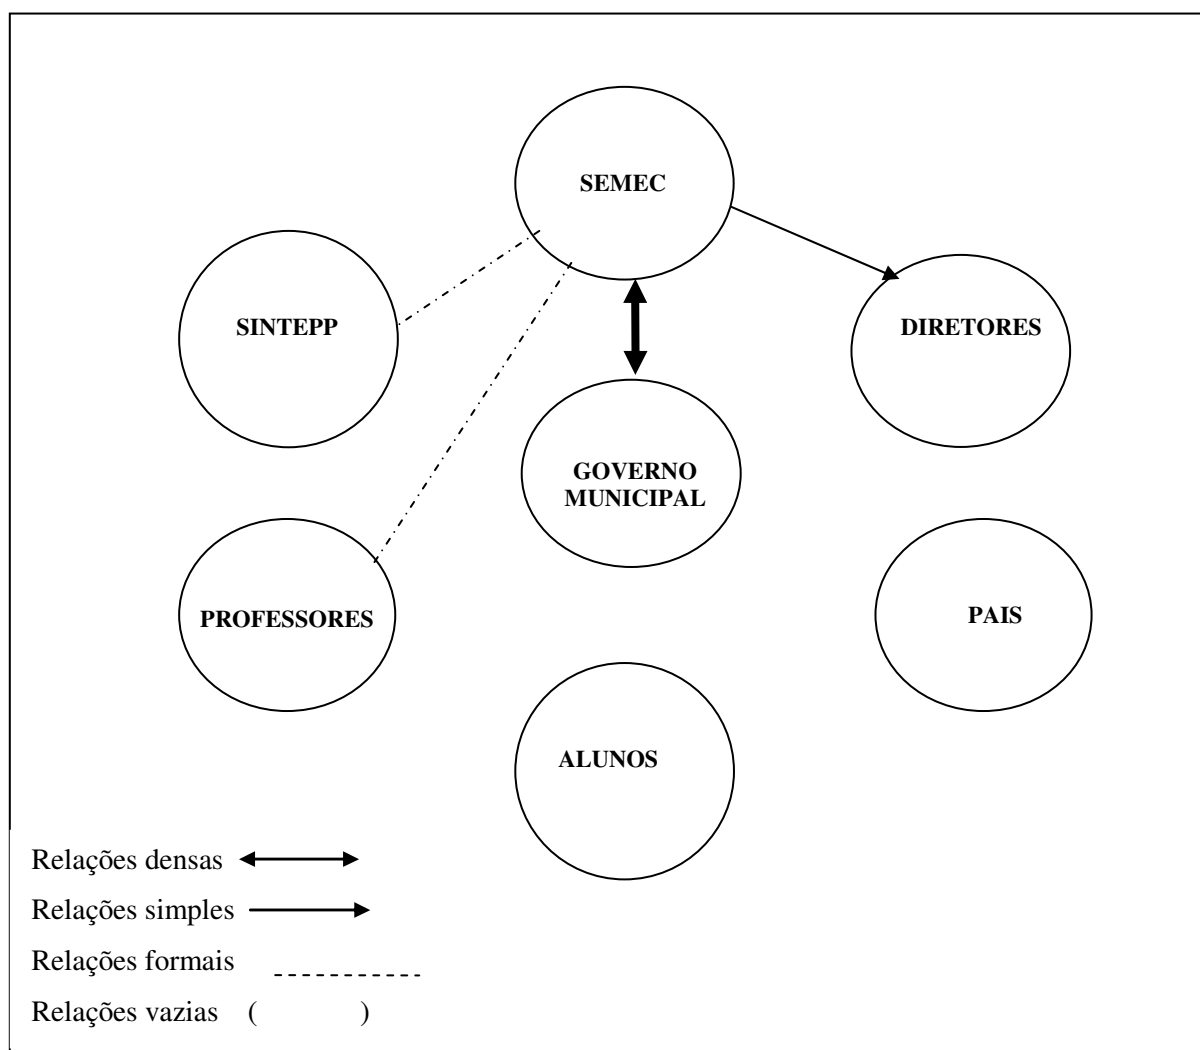 SEMEC
SINTEPP
DIRETORES
GOVERNO
MUNICIPAL
PROFESSORES
PAIS
ALUNOS
Relações densas
Relações simples
Relações formais
Relações vazias ( )